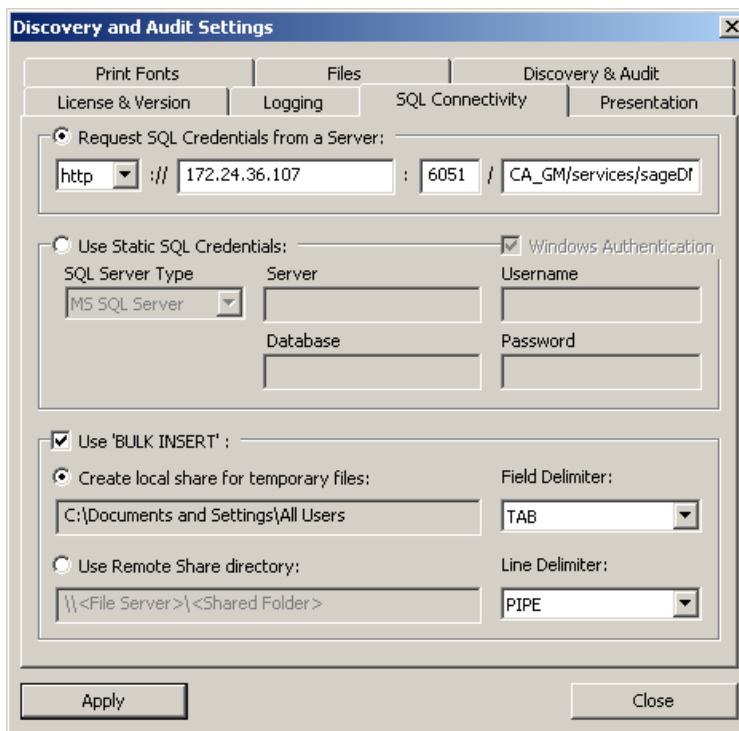 Discovery and Audit Settings
Print Fonts Files Discovery & Audit
License & Version Logging SQL Connectivity Presentation
Request SQL Credentials from a Server:
http :// 172.24.36.107 : 6051 / CA_GM/services/sageDI
Use Static SQL Credentials: Windows Authentication
SQL Server Type Server Username
MS SQL Server
Database Password
Use 'BULK INSERT' :
Create local share for temporary files: Field Delimiter:
C:\Documents and Settings\All Users TAB
Use Remote Share directory: Line Delimiter:
\\<File Server>\<Shared Folder> PIPE
Apply Close